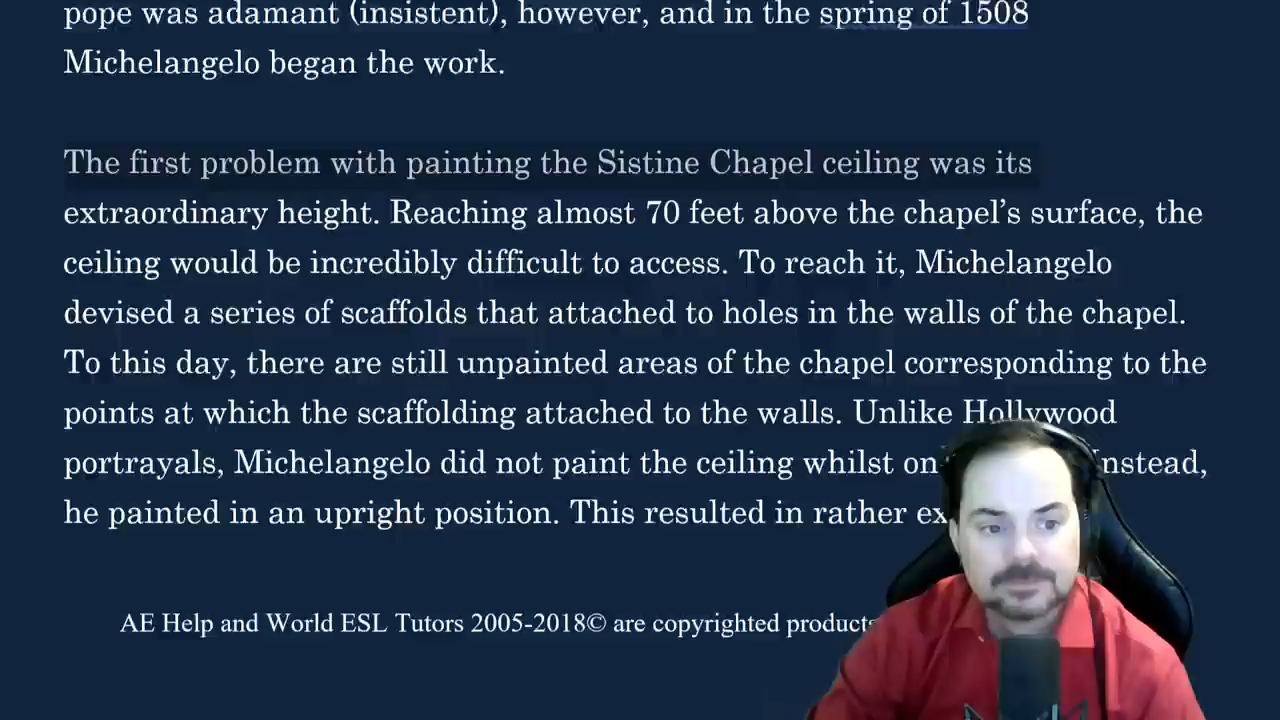 pope was adamant (insistent), however, and in the spring of 1508
Michelangelo began the work.
The first problem with painting the Sistine Chapel ceiling was its
extraordinary height. Reaching almost 70 feet above the chapel’s surface, the
ceiling would be incredibly difficult to access. To reach it, Michelangelo
devised a series of scaffolds that attached to holes in the walls of the chapel.
To this day, there are still unpainted areas of the chapel corresponding to the
points at which the scaffolding attached to the walls. Unlike Hollywood
portrayals, Michelangelo did not paint the ceiling whilst on Instead,
he painted in an upright position. This resulted in rather
AE Help and World ESL Tutors 2005-2018© are copyrighted products